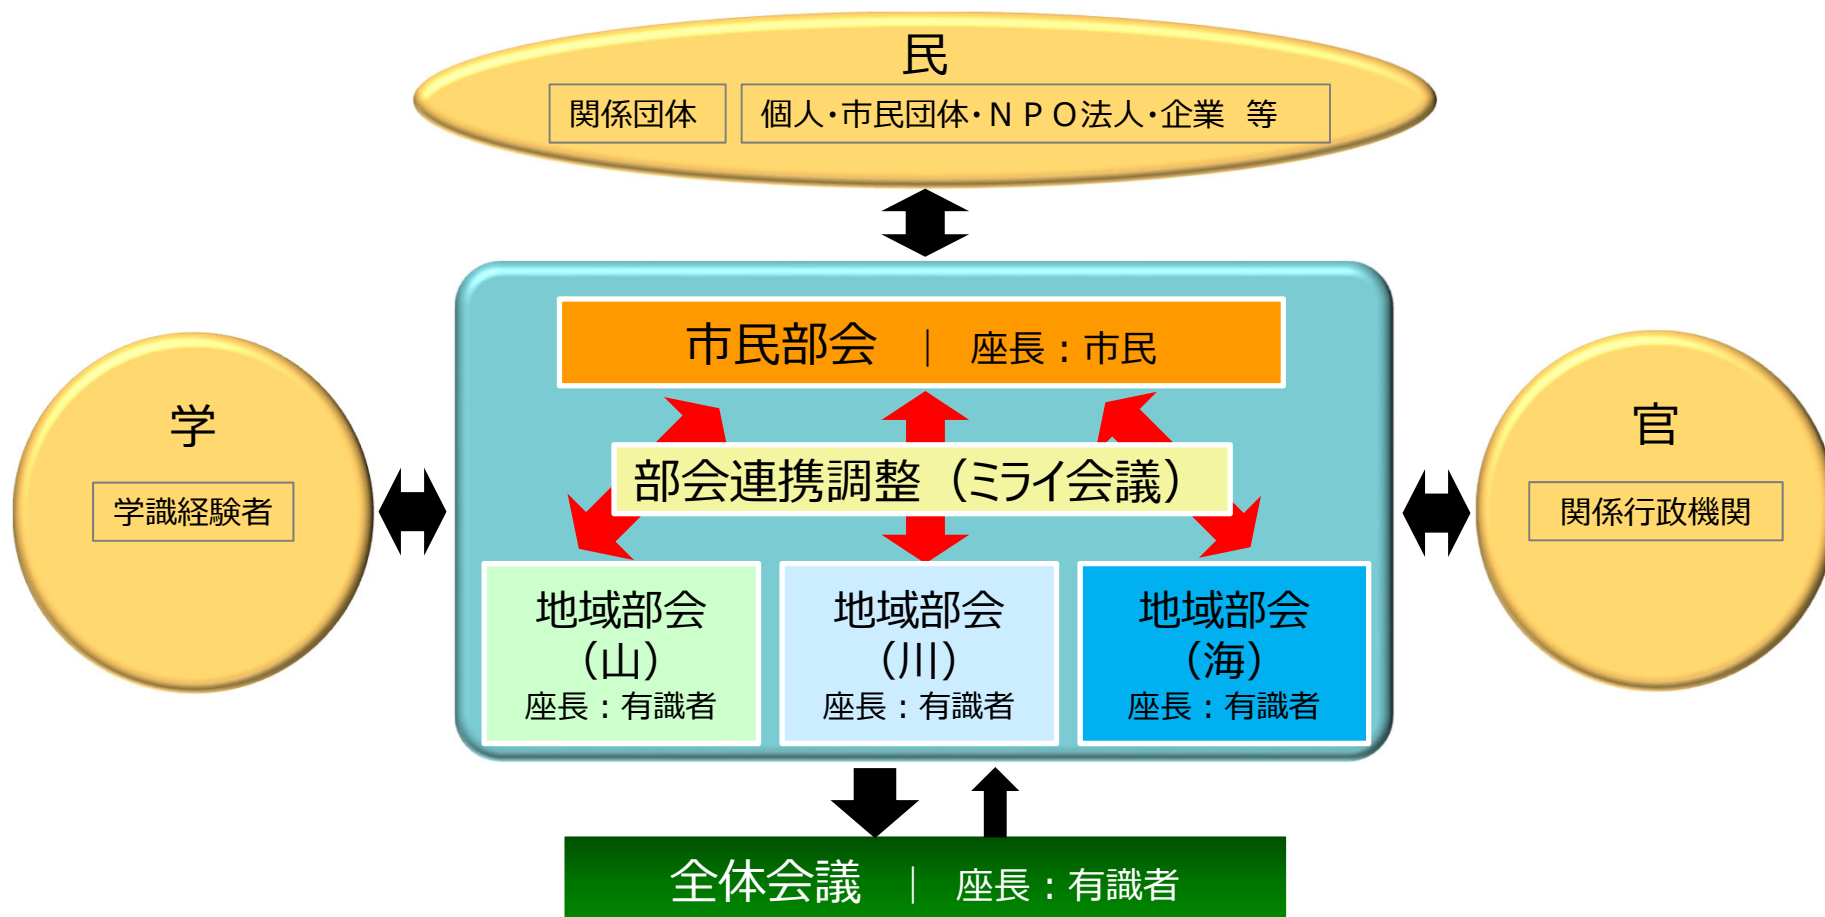 民
関係団体
個人・市民団体・ＮＰＯ法人・企業 等
市民部会 | 座長：市民
学
学識経験者
部会連携調整（ミライ会議）
官
関係行政機関
地域部会
（山）
座長：有識者
地域部会
（川）
座長：有識者
地域部会
（海）
座長：有識者
全体会議 | 座長：有識者